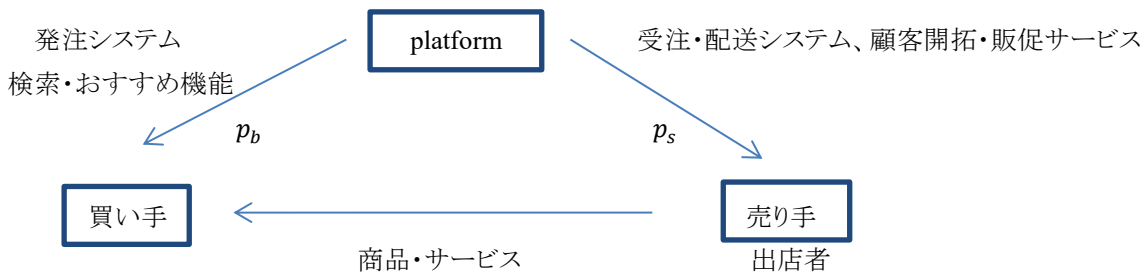 発注システム
検索・おすすめ機能
platform
受注・配送システム、顧客開拓・販促サービス
p_b
p_s
買い手
売り手
商品・サービス
出店者